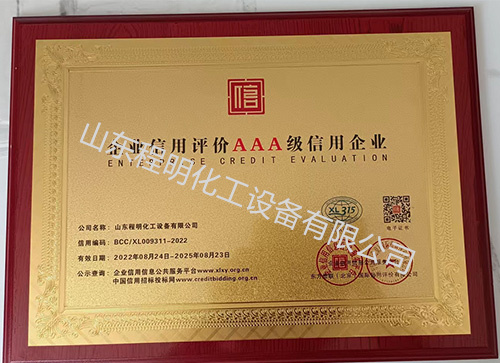 信
企业信用评价AAA级信用企业
ENTERPRISE CREDIT EVALUATION
XL 315
电子证书
公司名称：山东程明化工设备有限公司
信用编码：BCC/XL009311-2022
有效日期：2022年08月24日-2025年08月23日
公示查询：企业信用信息公共服务平台www.xlxy.org.cn
中国信用招标投标网www.creditbidding.org.cn
山东程明化工设备有限公司